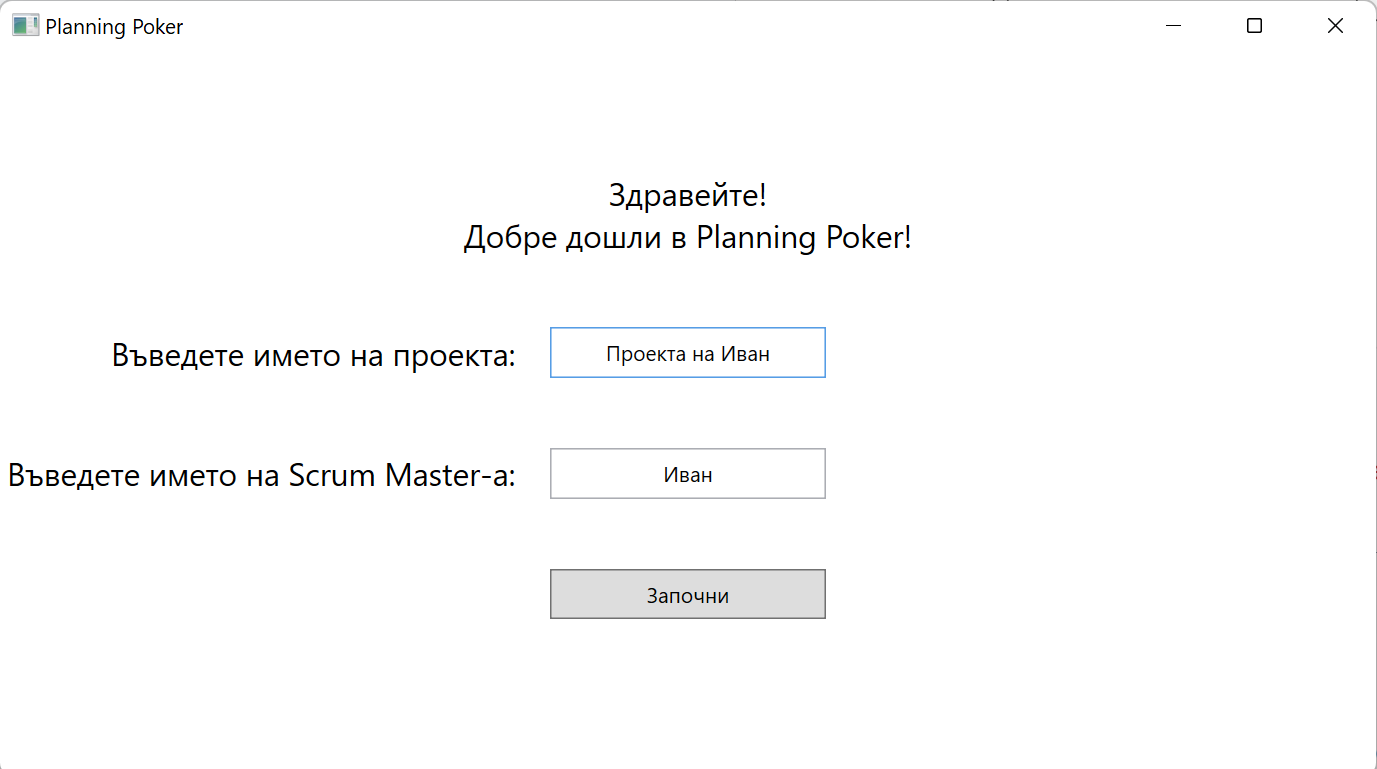 Planning Poker
Здравейте!
Добре дошли в Planning Poker!
Въведете името на проекта:
Проекта на Иван
Въведете името на Scrum Master-а:
Иван
Започни